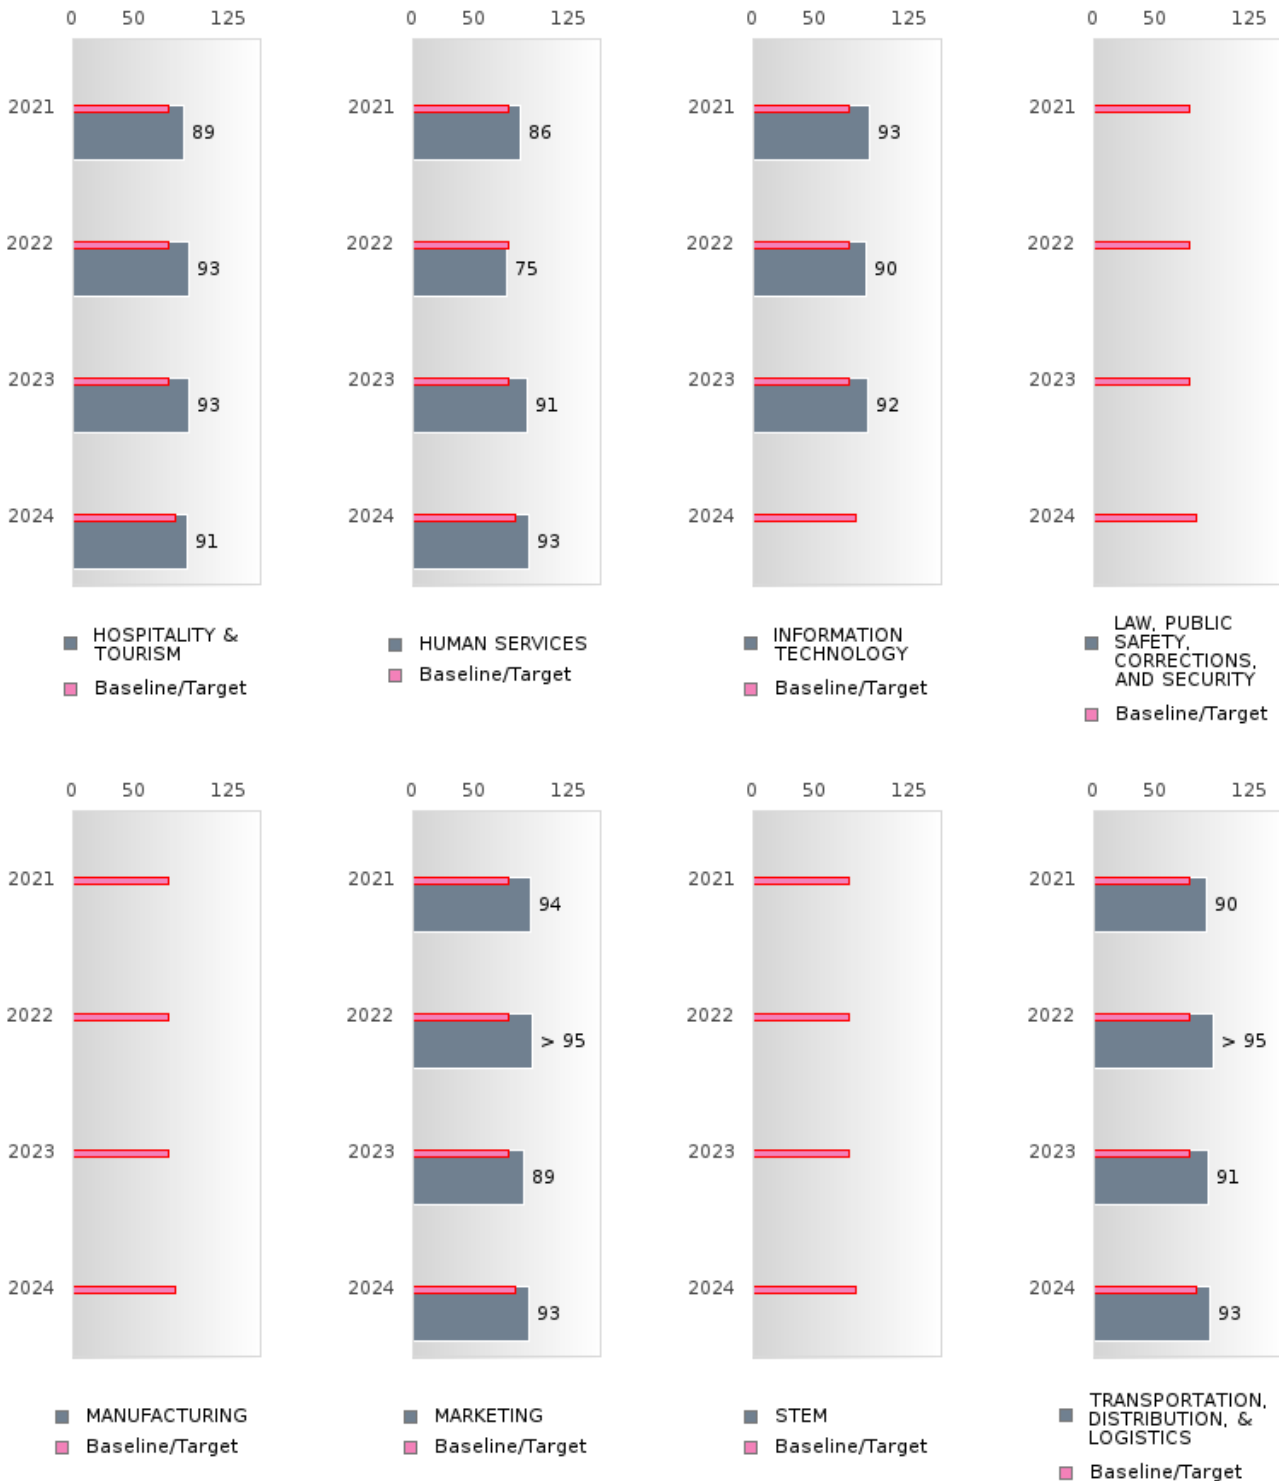 0 50 125
2021
89
2022
93
2023
93
2024
91
HOSPITALITY &
TOURISM
Baseline/Target
0 50 125
2021
86
2022
75
2023
91
2024
93
HUMAN SERVICES
Baseline/Target
0 50 125
2021
93
2022
90
2023
92
2024
INFORMATION
TECHNOLOGY
Baseline/Target
0 50 125
2021
2022
2023
2024
LAW, PUBLIC
SAFETY,
CORRECTIONS,
AND SECURITY
Baseline/Target
0 50 125
2021
2022
2023
2024
MANUFACTURING
Baseline/Target
0 50 125
2021
94
2022
> 95
2023
89
2024
93
MARKETING
Baseline/Target
0 50 125
2021
2022
2023
2024
STEM
Baseline/Target
0 50 125
2021
90
2022
> 95
2023
91
2024
93
TRANSPORTATION,
DISTRIBUTION, &
LOGISTICS
Baseline/Target